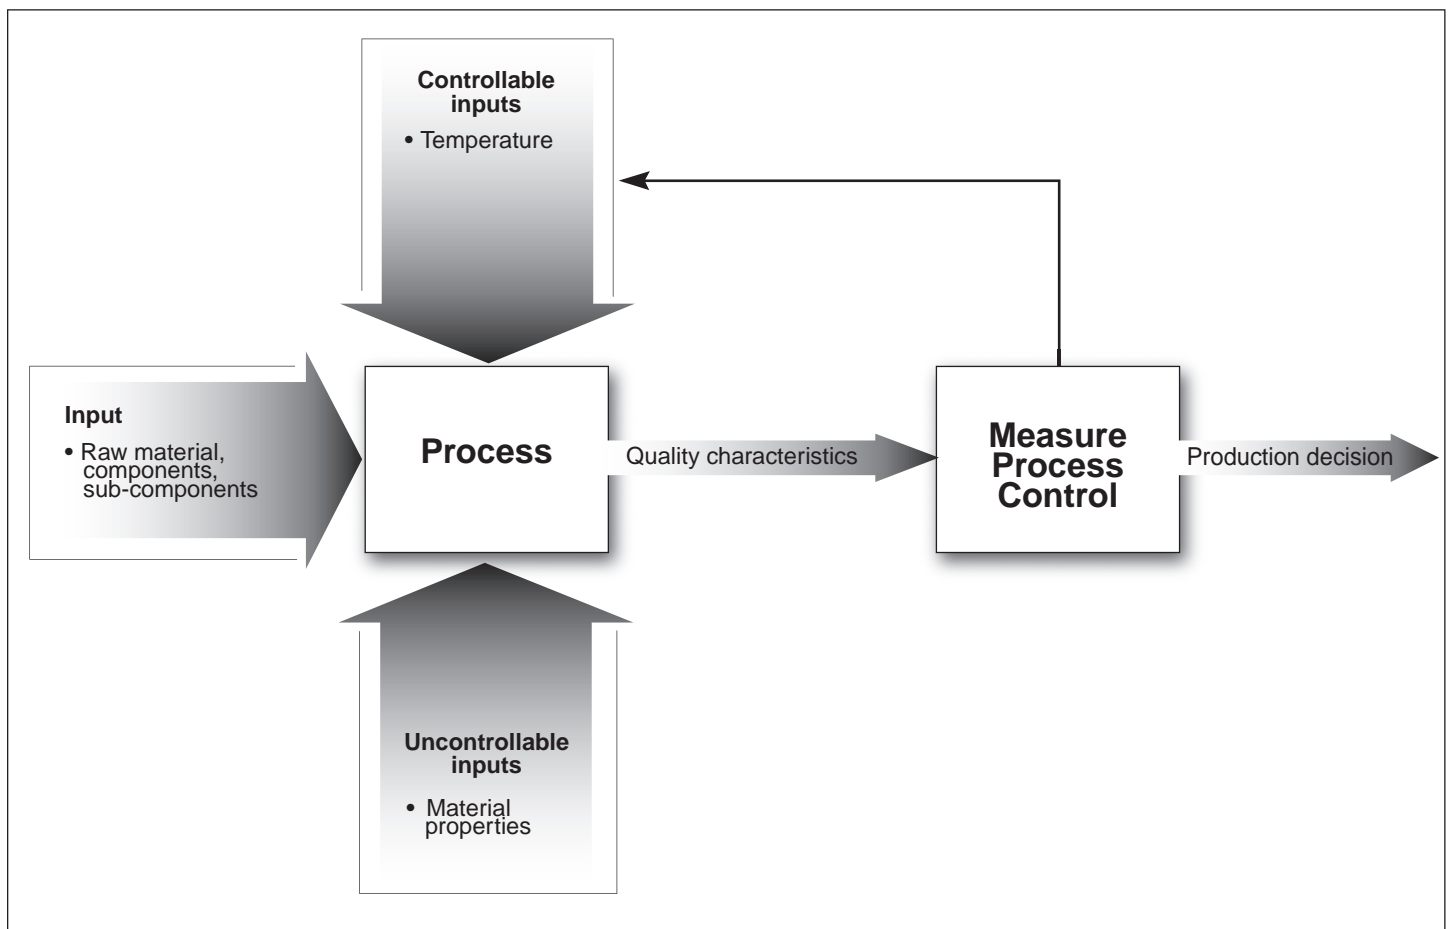 Controllable
inputs
• Temperature
Input
• Raw material,
components,
sub-components
Process
Quality characteristics
Measure
Process
Control
Production decision
Uncontrollable
inputs
• Material
properties